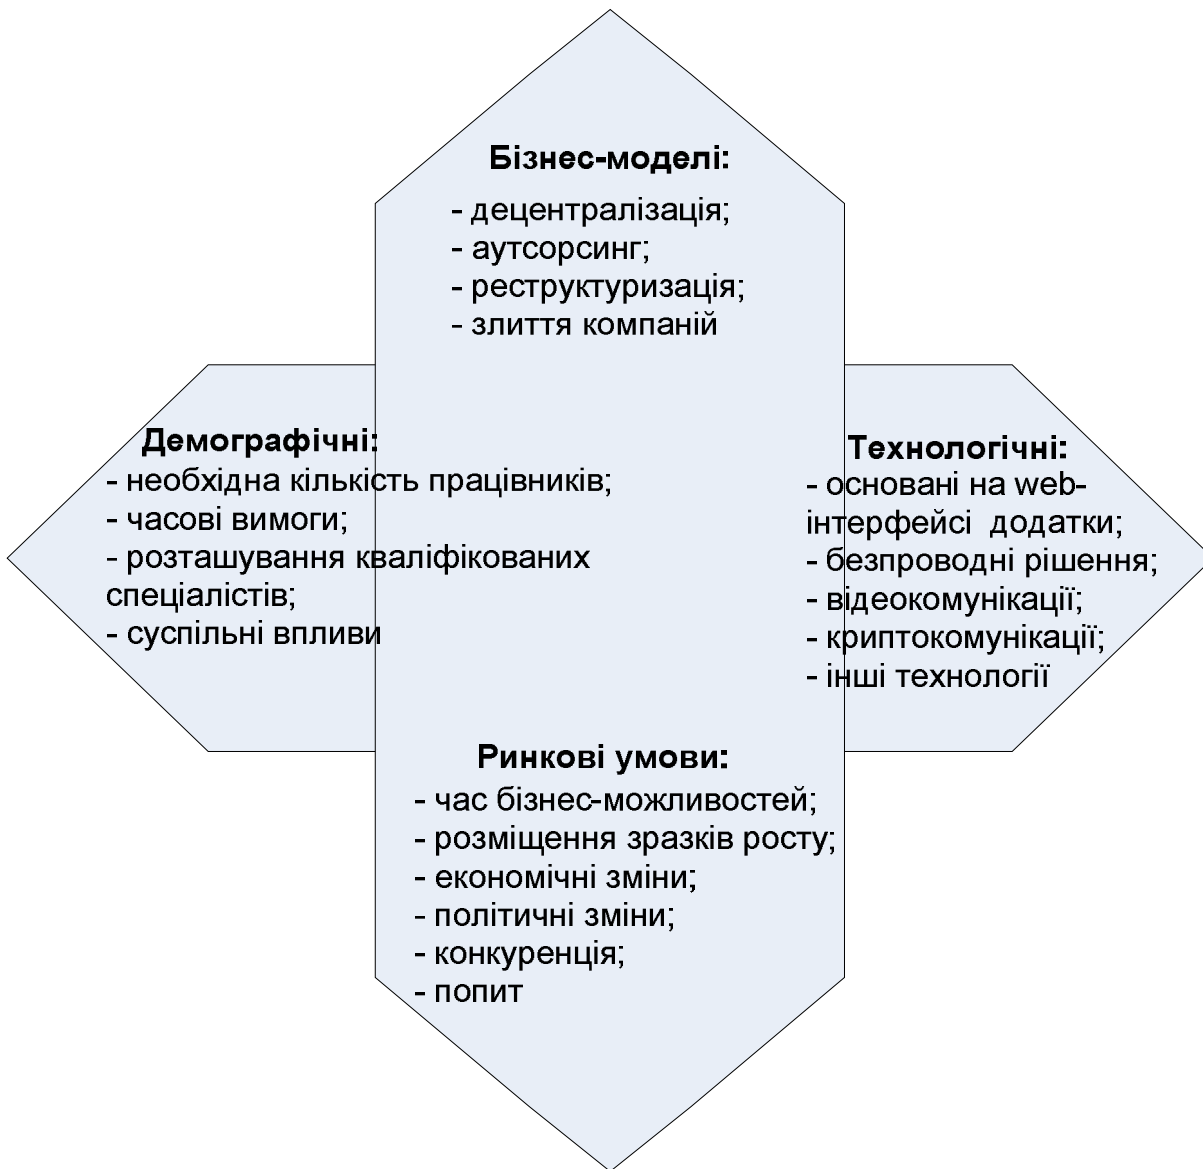 Бізнес-моделі:
- децентралізація;
- аутсорсинг;
- реструктуризація;
- злиття компаній
Демографічні:
- необхідна кількість працівників;
- часові вимоги;
- розташування кваліфікованих
спеціалістів;
- суспільні впливи
Технологічні:
- основані на web-
інтерфейсі додатки;
- безпроводні рішення;
- відеокомунікації;
- криптокомунікації;
- інші технології
Ринкові умови:
- час бізнес-можливостей;
- розміщення зразків росту;
- економічні зміни;
- політичні зміни;
- конкуренція;
- попит